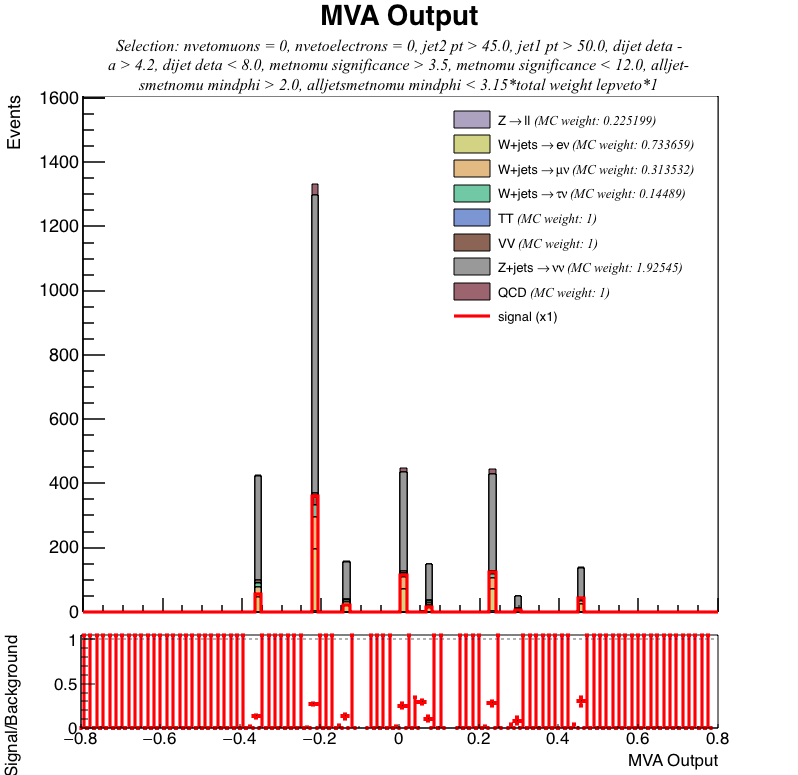 MVA Output
Selection: nvetomuons = 0, nvetoelectrons = 0, jet2 pt > 45.0, jet1 pt > 50.0, dijet deta -
a > 4.2, dijet deta < 8.0, metnomu significance > 3.5, metnomu significance < 12.0, alljet-
smetnomu mindphi > 2.0, alljetsmetnomu mindphi < 3.15*total weight lepveto*1
Events
1600
1400
1200
1000
800
600
400
200
0
Z→ll (MC weight: 0.225199)
W+jets→eν (MC weight: 0.733659)
W+jets→μν (MC weight: 0.313532)
W+jets→τν (MC weight: 0.14489)
TT (MC weight: 1)
VV (MC weight: 1)
Z+jets→νν (MC weight: 1.92545)
QCD (MC weight: 1)
signal (x1)
Signal/Background
1
0.5
0
−0.8 −0.6 −0.4 −0.2 0 0.2 0.4 0.6 0.8
MVA Output